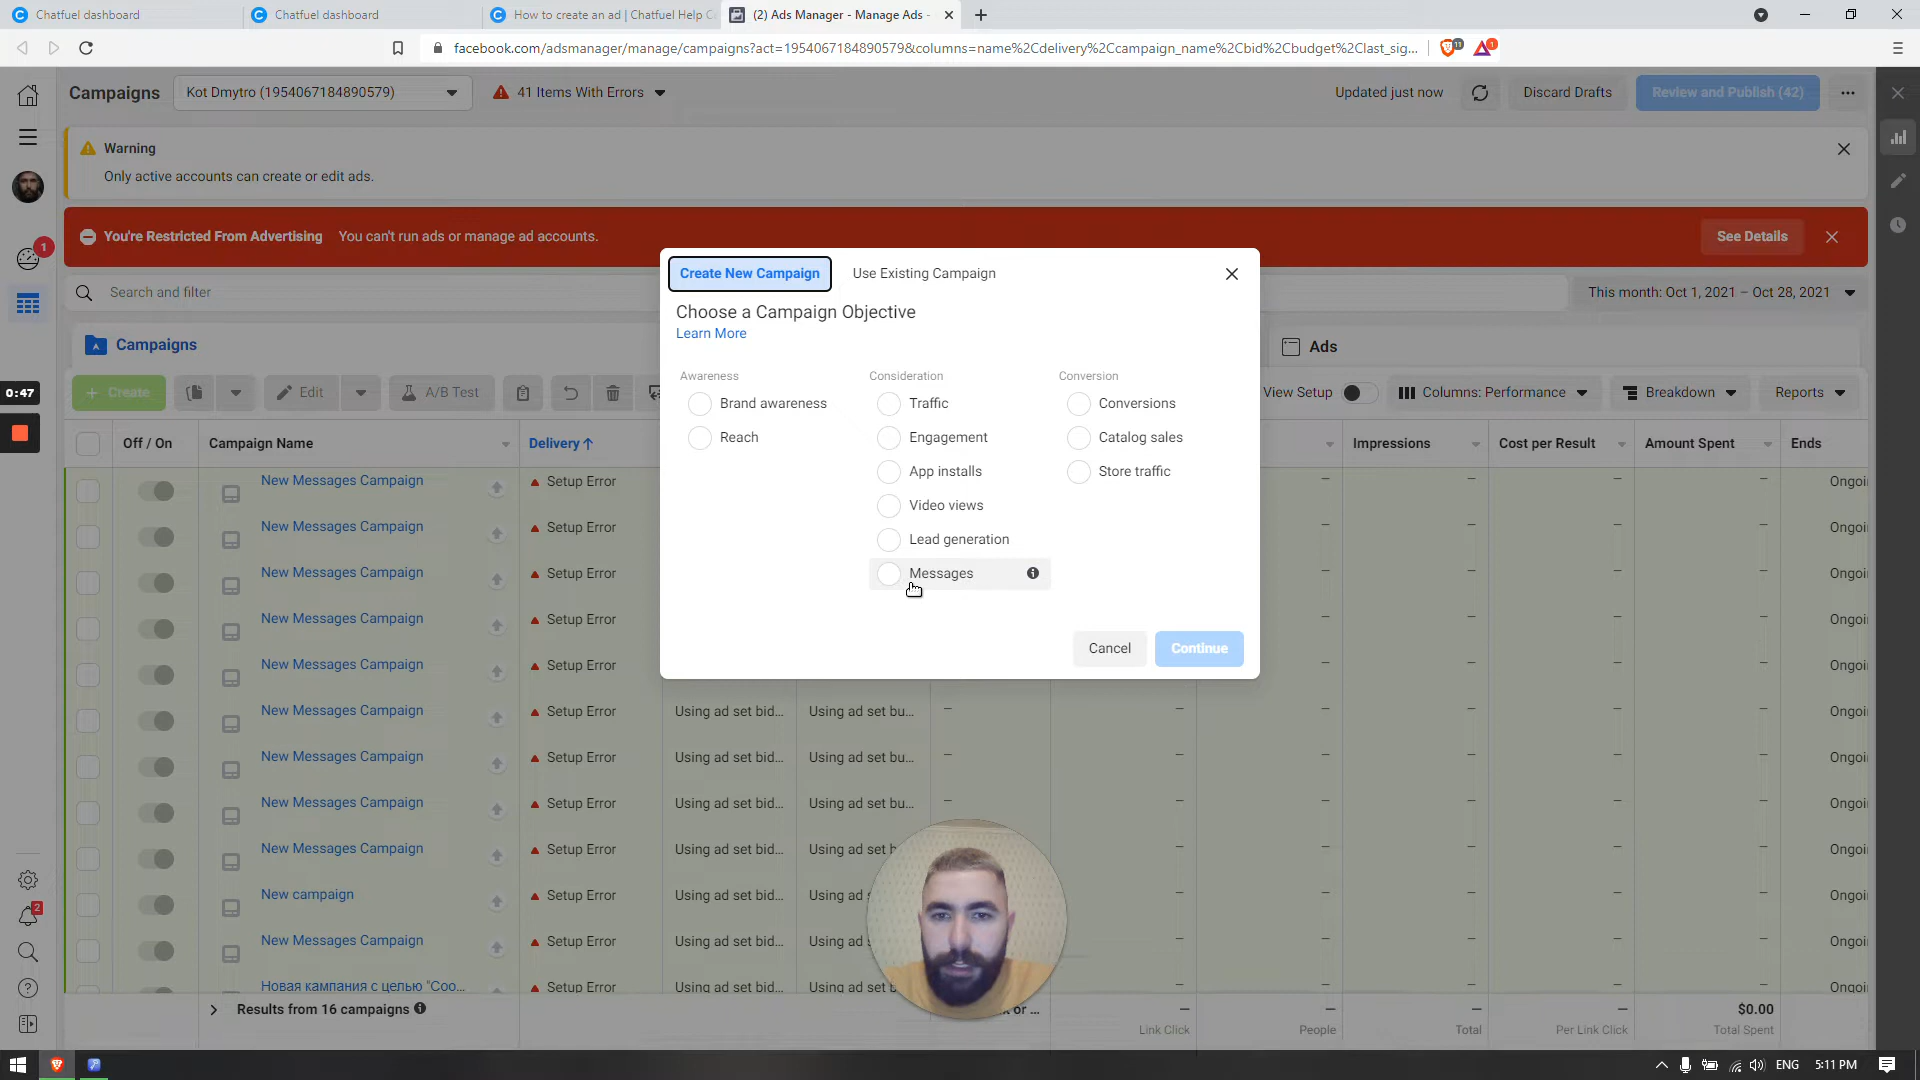 Chatfuel dashboard
Chatfuel dashboard
How to create an ad | Chatfuel Help C
(2) Ads Manager - Manage Ads -
facebook.com/adsmanager/manage/campaigns?act=1954067184890579&columns=name%2Cdelivery%2Ccampaign_name%2Cbid%2Cbudget%2Clast_sig...
11
1
Campaigns
Kot Dmytro (1954067184890579)
41 Items With Errors
Updated just now
Discard Drafts
Review and Publish (42)
Warning
Only active accounts can create or edit ads.
You're Restricted From Advertising
You can't run ads or manage ad accounts.
See Details
1
Search and filter
This month: Oct 1, 2021 – Oct 28, 2021
Create New Campaign
Use Existing Campaign
Choose a Campaign Objective
Learn More
Awareness
Brand awareness
Reach
Consideration
Traffic
Engagement
App installs
Video views
Lead generation
Messages
Conversion
Conversions
Catalog sales
Store traffic
Cancel
Continue
Campaigns
Ads
0:47
+ Create
Edit
A/B Test
View Setup
Columns: Performance
Breakdown
Reports
Off / On
Campaign Name
Delivery ↑
Impressions
Cost per Result
Amount Spent
Ends
New Messages Campaign
Setup Error
– – – – Ongoi
New Messages Campaign
Setup Error
– – – – Ongoi
New Messages Campaign
Setup Error
– – – – Ongoi
New Messages Campaign
Setup Error
– – – – Ongoi
New Messages Campaign
Setup Error
– – – – Ongoi
New Messages Campaign
Setup Error
Using ad set bid...
Using ad set bu...
– – – – – Ongoi
New Messages Campaign
Setup Error
Using ad set bid...
Using ad set bu...
– – – – – Ongoi
New Messages Campaign
Setup Error
Using ad set bid...
Using ad set bu...
– – – – – Ongoi
New Messages Campaign
Setup Error
Using ad set bid...
Using ad set b
– – – – Ongoi
New campaign
Setup Error
Using ad set bid...
Using ad s
– – – – Ongoi
New Messages Campaign
Setup Error
Using ad set bid...
Using ad s
– – – – Ongoi
Новая кампания с целью "Соо...
Setup Error
Using ad set bid...
Using ad set b
– – – – Ongoi
2
Results from 16 campaigns
or ...
–
Link Click
–
People
–
Total
–
Per Link Click
$0.00
Total Spent
ENG
5:11 PM